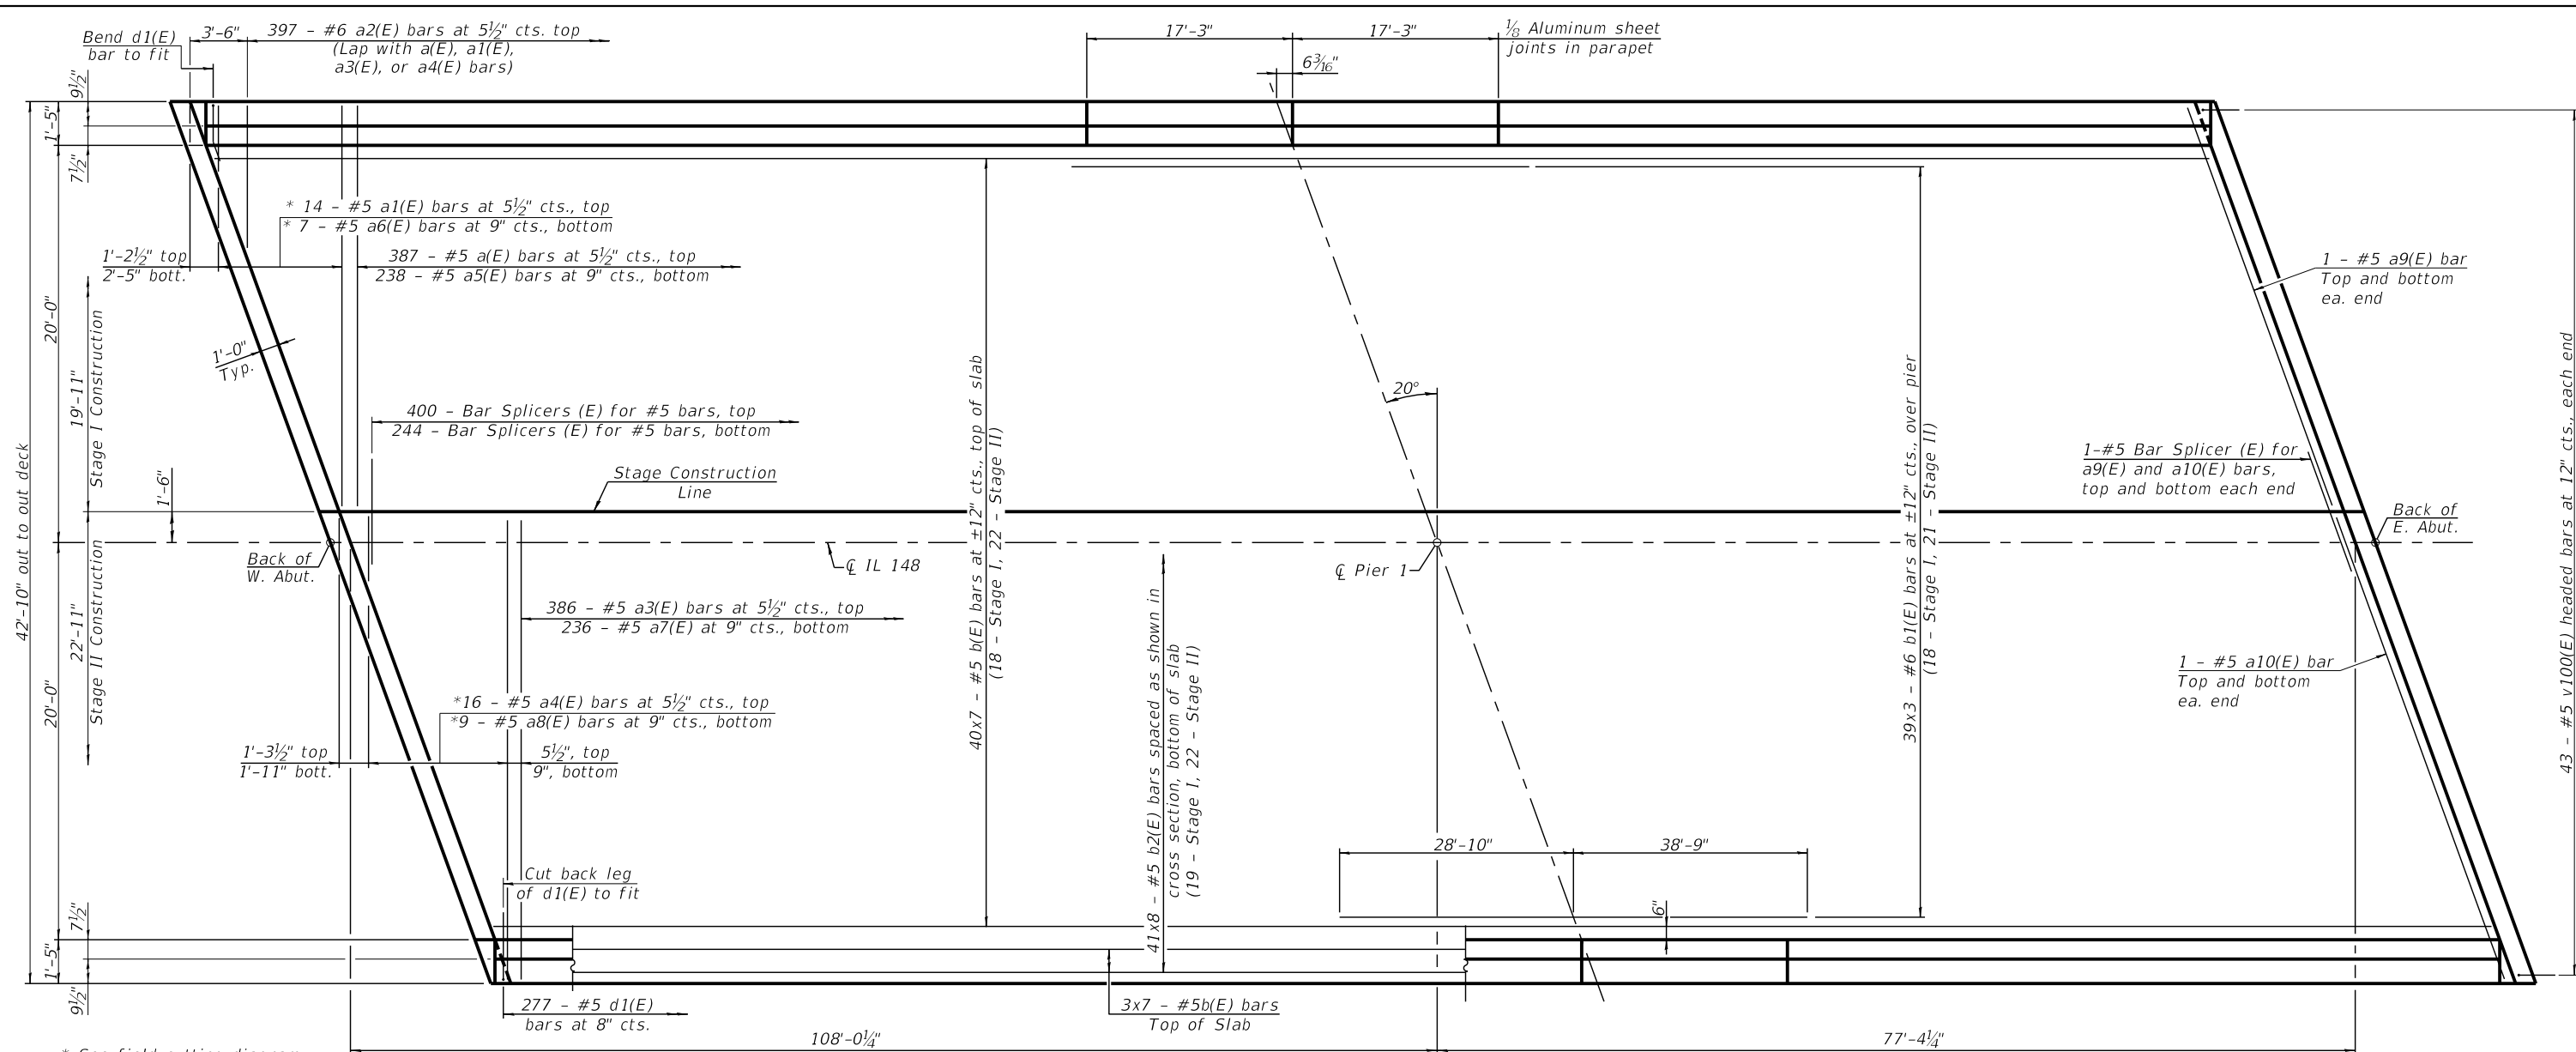 Bend d1(E)
bar to fit
3'-6"
397 - #6 a2(E) bars at 5½" cts. top
(Lap with a(E), a1(E),
a3(E), or a4(E) bars)
17'-3"
17'-3"
⅛ Aluminum sheet
joints in parapet
6 3/16"
9½"
1'-5"
7½"
* 14 - #5 a1(E) bars at 5½" cts., top
* 7 - #5 a6(E) bars at 9" cts., bottom
1'-2½" top
2'-5" bott.
387 - #5 a(E) bars at 5½" cts., top
238 - #5 a5(E) bars at 9" cts., bottom
1 - #5 a9(E) bar
Top and bottom
ea. end
20'-0"
19'-11"
Stage I Construction
1'-0"
Typ.
20°
400 - Bar Splicers (E) for #5 bars, top
244 - Bar Splicers (E) for #5 bars, bottom
Stage Construction
Line
1'-6"
42'-10" out to out deck
40x7 - #5 b(E) bars at ±12" cts., top of slab
(18 - Stage I, 22 - Stage II)
39x3 - #6 b1(E) bars at ±12" cts., over pier
(18 - Stage I, 21 - Stage II)
1-#5 Bar Splicer (E) for
a9(E) and a10(E) bars,
top and bottom each end
43 - #5 v100(E) headed bars at 12" cts., each end
Back of
E. Abut.
Back of
W. Abut.
℄ IL 148
℄ Pier 1
22'-11"
Stage II Construction
20'-0"
386 - #5 a3(E) bars at 5½" cts., top
236 - #5 a7(E) at 9" cts., bottom
41x8 - #5 b2(E) bars spaced as shown in
cross section, bottom of slab
(19 - Stage I, 22 - Stage II)
1 - #5 a10(E) bar
Top and bottom
ea. end
*16 - #5 a4(E) bars at 5½" cts., top
*9 - #5 a8(E) bars at 9" cts., bottom
1'-3½" top
1'-11" bott.
5½", top
9", bottom
28'-10"
38'-9"
Cut back leg
of d1(E) to fit
6"
7½"
1'-5"
9½"
277 - #5 d1(E)
bars at 8" cts.
3x7 - #5b(E) bars
Top of Slab
108'-0¼"
77'-4¼"